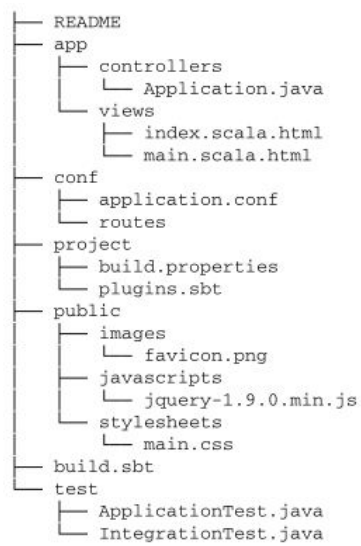 README
app
controllers
Application.java
views
index.scala.html
main.scala.html
conf
application.conf
routes
project
build.properties
plugins.sbt
public
images
favicon.png
javascripts
jquery-1.9.0.min.js
stylesheets
main.css
build.sbt
test
ApplicationTest.java
IntegrationTest.java